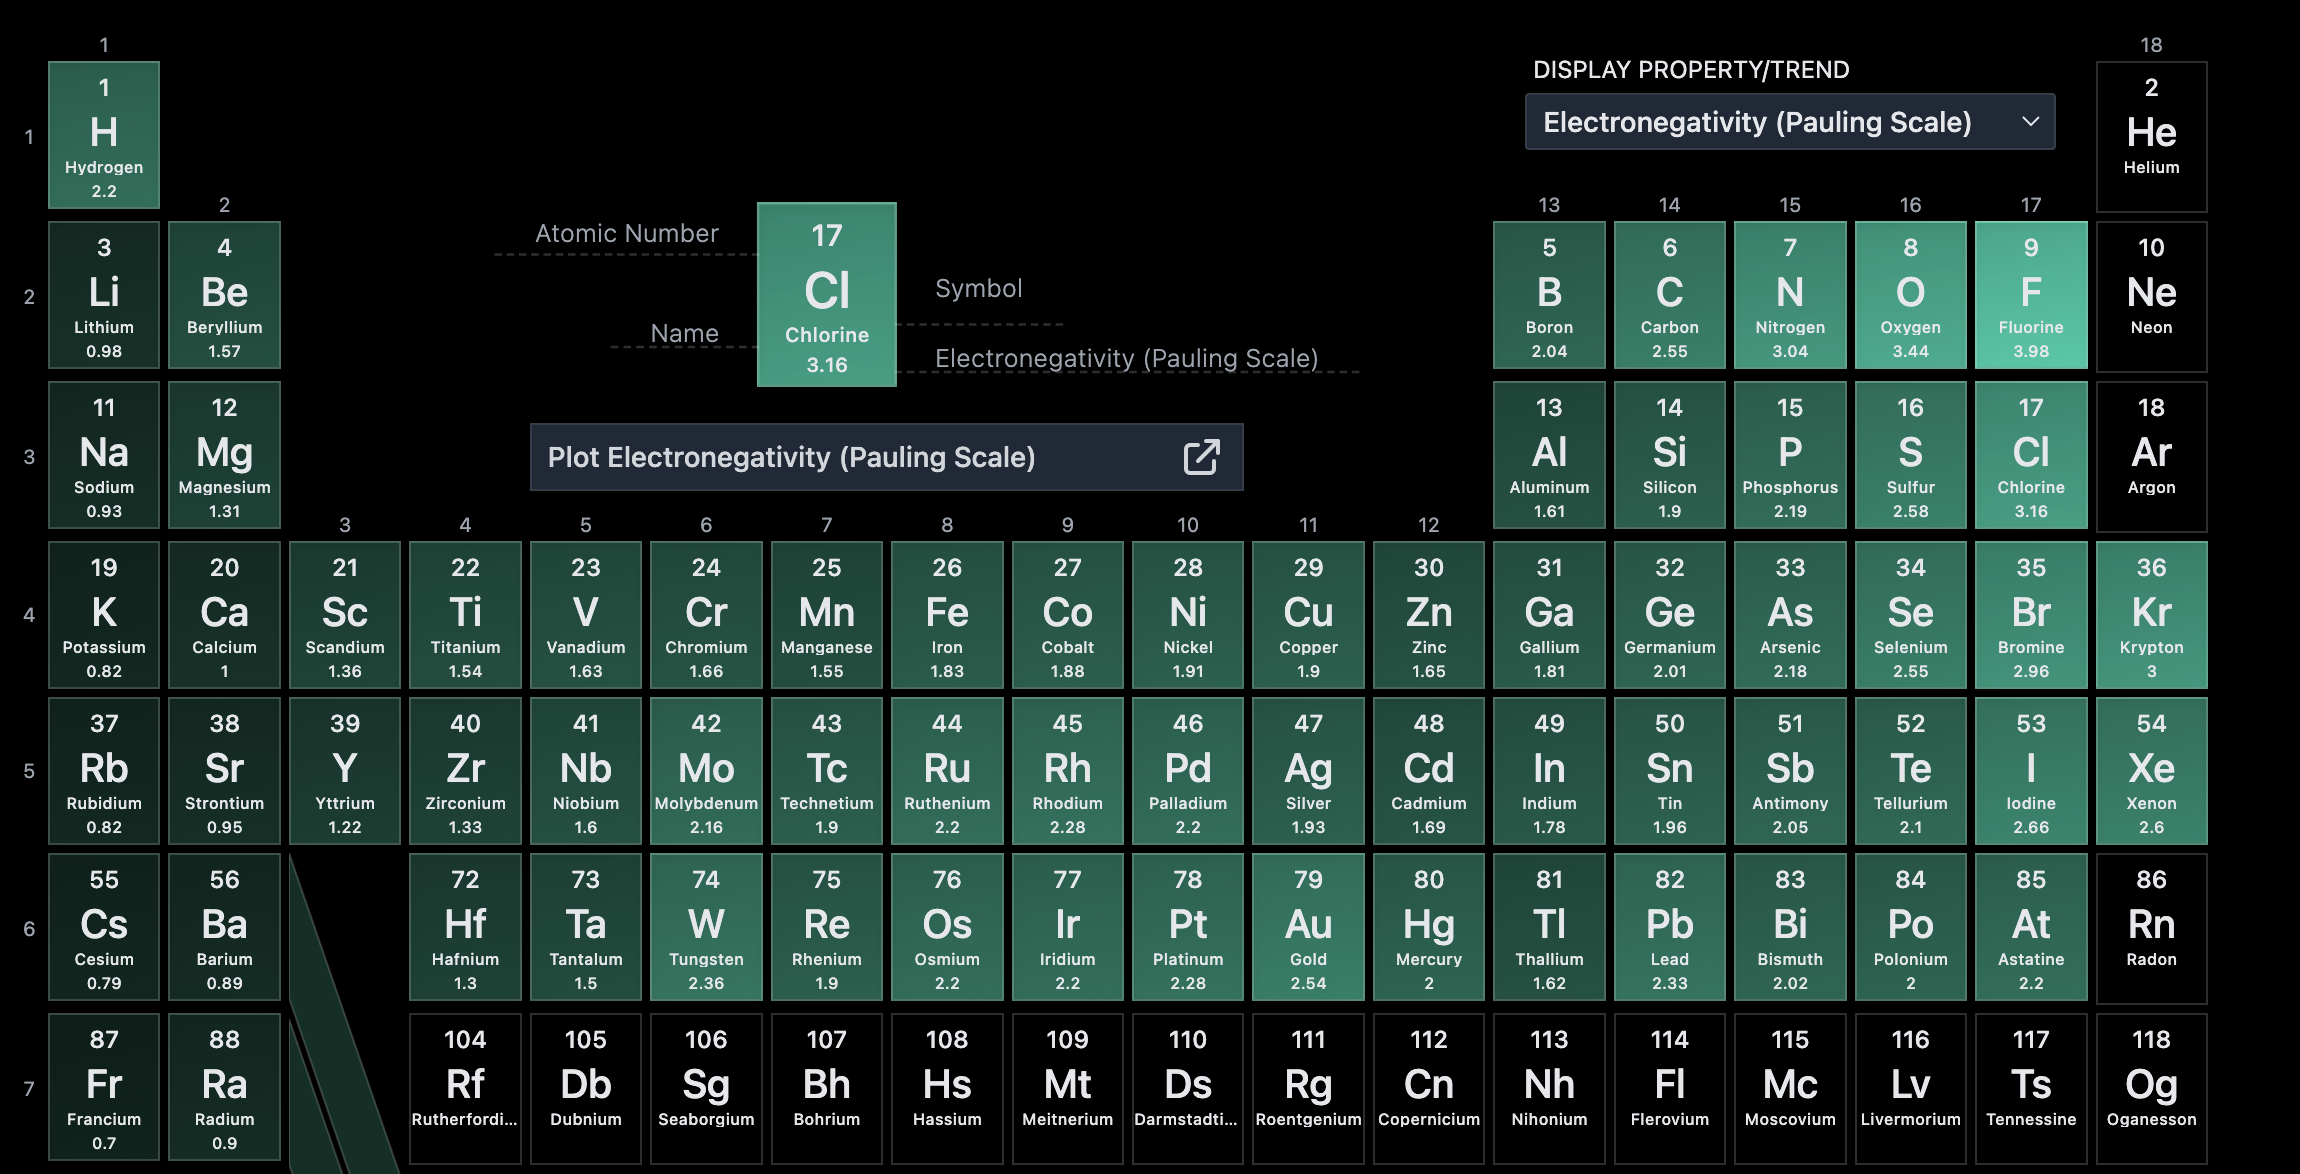 1
18
DISPLAY PROPERTY/TREND
Electronegativity (Pauling Scale)
1
1
H
Hydrogen
2.2
2
He
Helium
2
13
14
15
16
17
Atomic Number
17
Cl
Chlorine
3.16
Symbol
Name
Electronegativity (Pauling Scale)
2
3
Li
Lithium
0.98
4
Be
Beryllium
1.57
5
B
Boron
2.04
6
C
Carbon
2.55
7
N
Nitrogen
3.04
8
O
Oxygen
3.44
9
F
Fluorine
3.98
10
Ne
Neon
3
11
Na
Sodium
0.93
12
Mg
Magnesium
1.31
Plot Electronegativity (Pauling Scale)
13
Al
Aluminum
1.61
14
Si
Silicon
1.9
15
P
Phosphorus
2.19
16
S
Sulfur
2.58
17
Cl
Chlorine
3.16
18
Ar
Argon
3
4
5
6
7
8
9
10
11
12
4
19
K
Potassium
0.82
20
Ca
Calcium
1
21
Sc
Scandium
1.36
22
Ti
Titanium
1.54
23
V
Vanadium
1.63
24
Cr
Chromium
1.66
25
Mn
Manganese
1.55
26
Fe
Iron
1.83
27
Co
Cobalt
1.88
28
Ni
Nickel
1.91
29
Cu
Copper
1.9
30
Zn
Zinc
1.65
31
Ga
Gallium
1.81
32
Ge
Germanium
2.01
33
As
Arsenic
2.18
34
Se
Selenium
2.55
35
Br
Bromine
2.96
36
Kr
Krypton
3
5
37
Rb
Rubidium
0.82
38
Sr
Strontium
0.95
39
Y
Yttrium
1.22
40
Zr
Zirconium
1.33
41
Nb
Niobium
1.6
42
Mo
Molybdenum
2.16
43
Tc
Technetium
1.9
44
Ru
Ruthenium
2.2
45
Rh
Rhodium
2.28
46
Pd
Palladium
2.2
47
Ag
Silver
1.93
48
Cd
Cadmium
1.69
49
In
Indium
1.78
50
Sn
Tin
1.96
51
Sb
Antimony
2.05
52
Te
Tellurium
2.1
53
I
Iodine
2.66
54
Xe
Xenon
2.6
6
55
Cs
Cesium
0.79
56
Ba
Barium
0.89
72
Hf
Hafnium
1.3
73
Ta
Tantalum
1.5
74
W
Tungsten
2.36
75
Re
Rhenium
1.9
76
Os
Osmium
2.2
77
Ir
Iridium
2.2
78
Pt
Platinum
2.28
79
Au
Gold
2.54
80
Hg
Mercury
2
81
Tl
Thallium
1.62
82
Pb
Lead
2.33
83
Bi
Bismuth
2.02
84
Po
Polonium
2
85
At
Astatine
2.2
86
Rn
Radon
7
87
Fr
Francium
0.7
88
Ra
Radium
0.9
104
Rf
Rutherfordi...
105
Db
Dubnium
106
Sg
Seaborgium
107
Bh
Bohrium
108
Hs
Hassium
109
Mt
Meitnerium
110
Ds
Darmstadti...
111
Rg
Roentgenium
112
Cn
Copernicium
113
Nh
Nihonium
114
Fl
Flerovium
115
Mc
Moscovium
116
Lv
Livermorium
117
Ts
Tennessine
118
Og
Oganesson